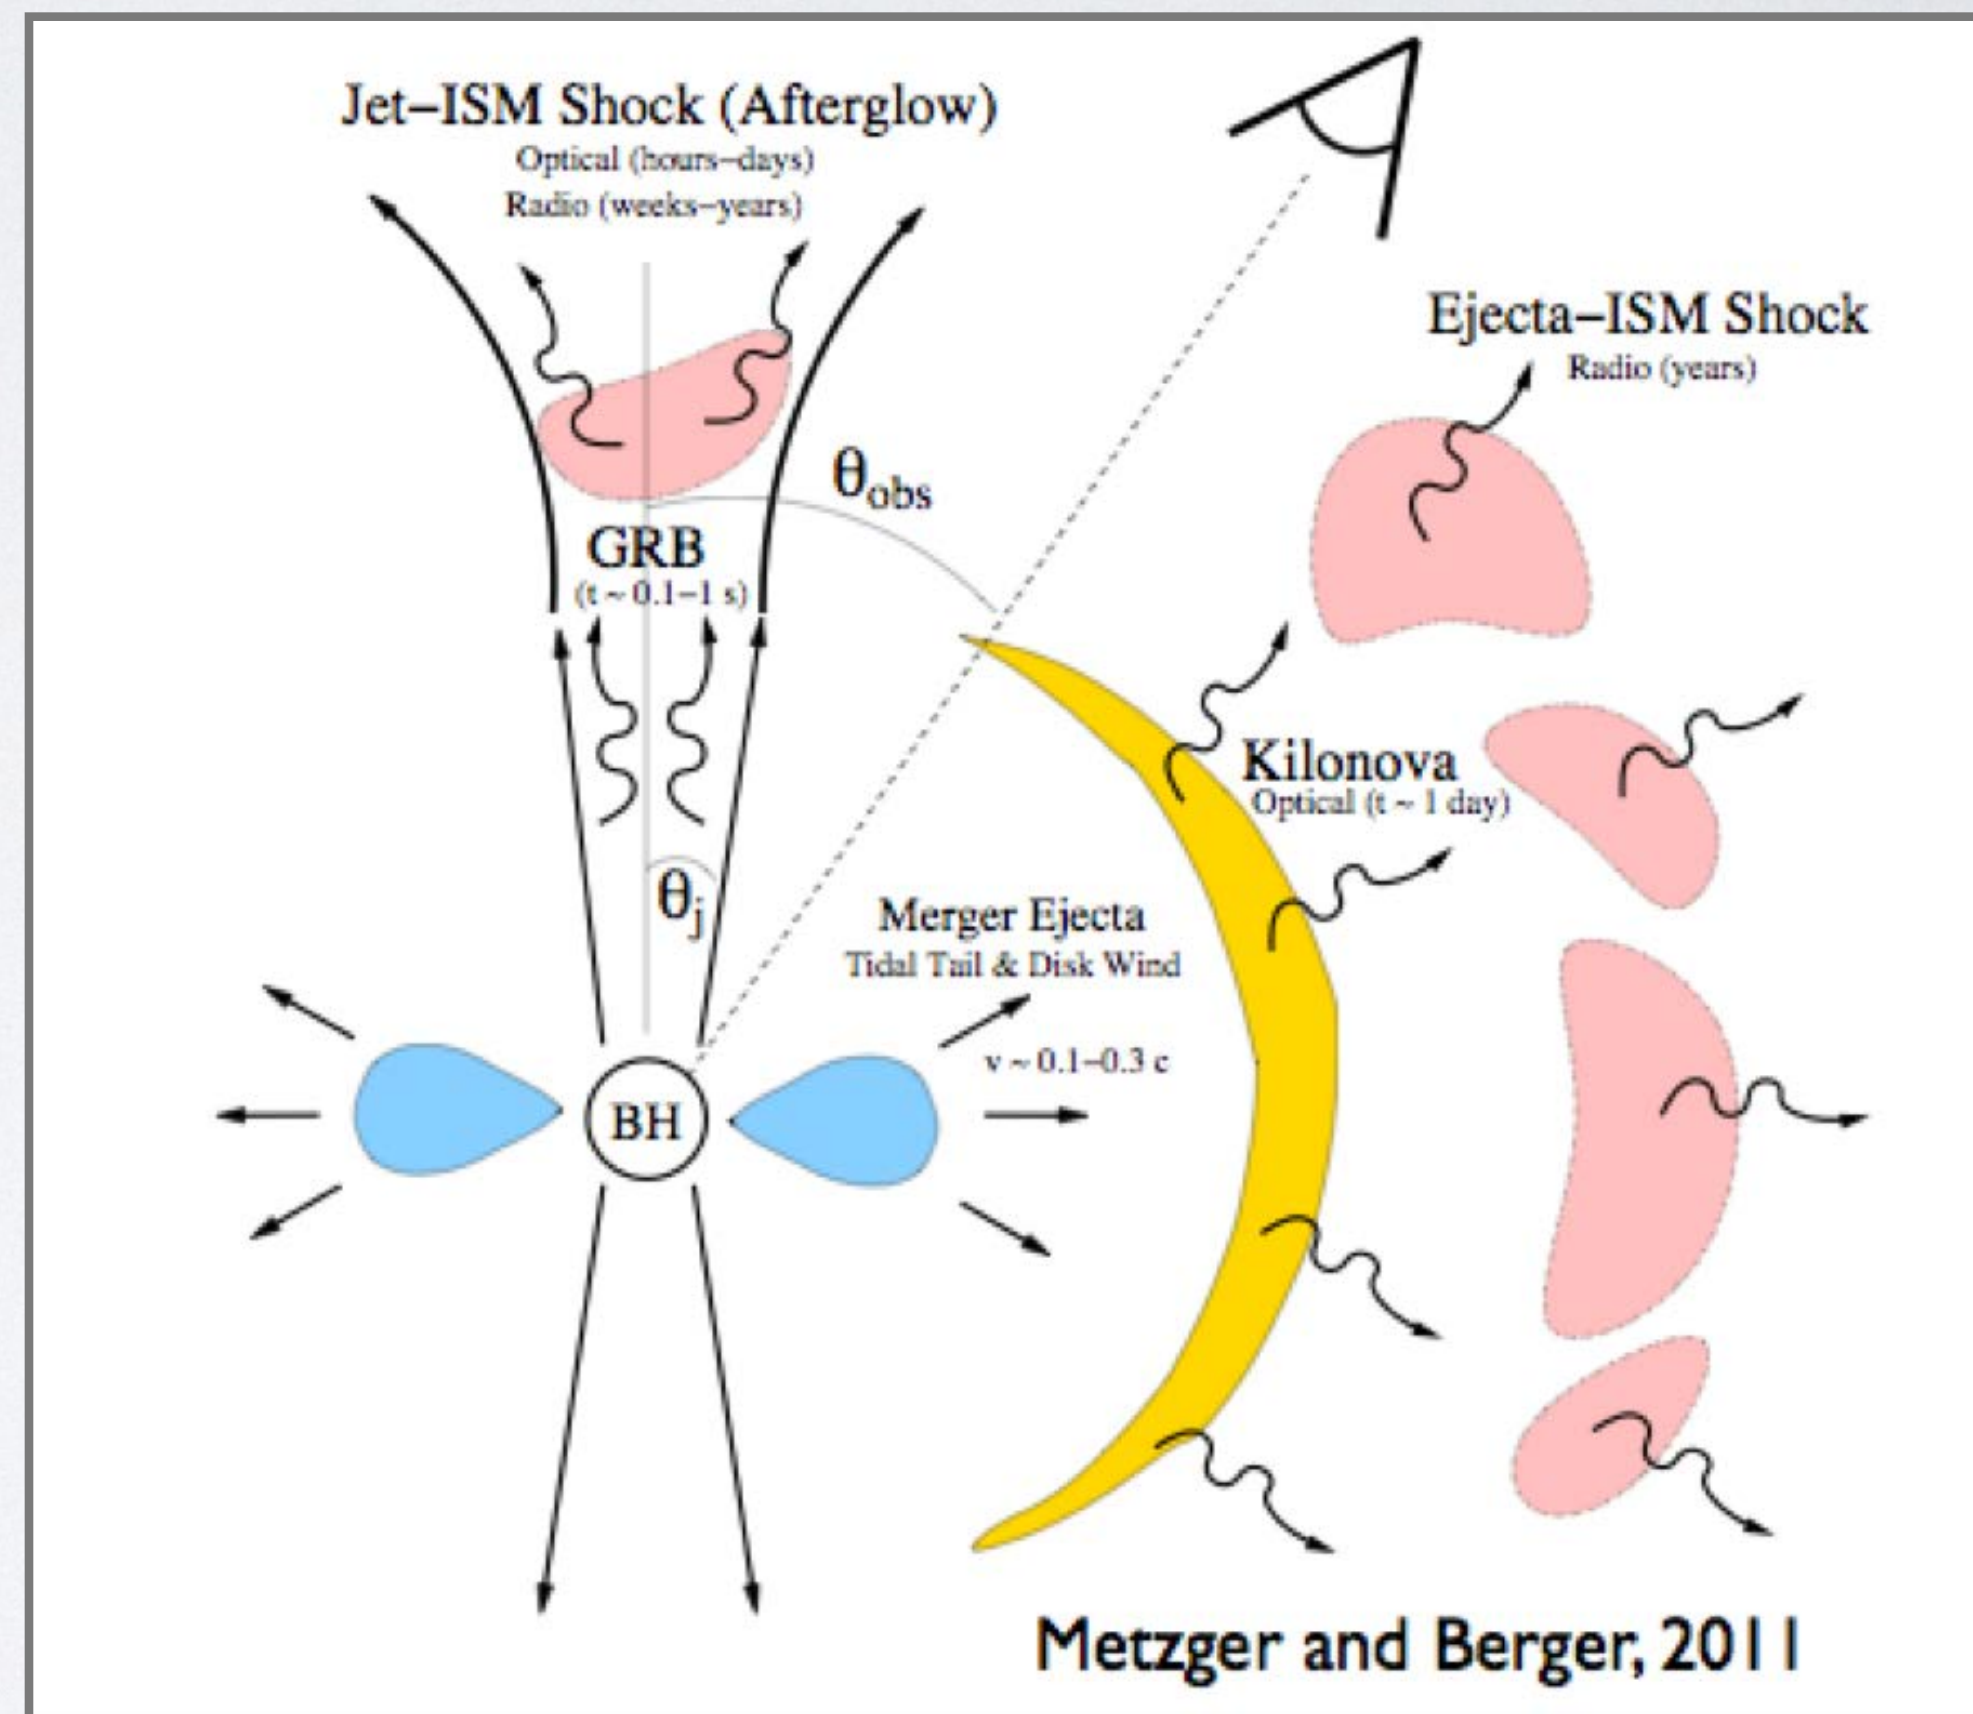 Jet–ISM Shock (Afterglow)
Optical (hours–days)
Radio (weeks–years)
Ejecta–ISM Shock
Radio (years)
θobs
GRB
(t ~ 0.1–1 s)
Kilonova
Optical (t ~ 1 day)
θj
Merger Ejecta
Tidal Tail & Disk Wind
v ~ 0.1–0.3 c
BH
Metzger and Berger, 2011